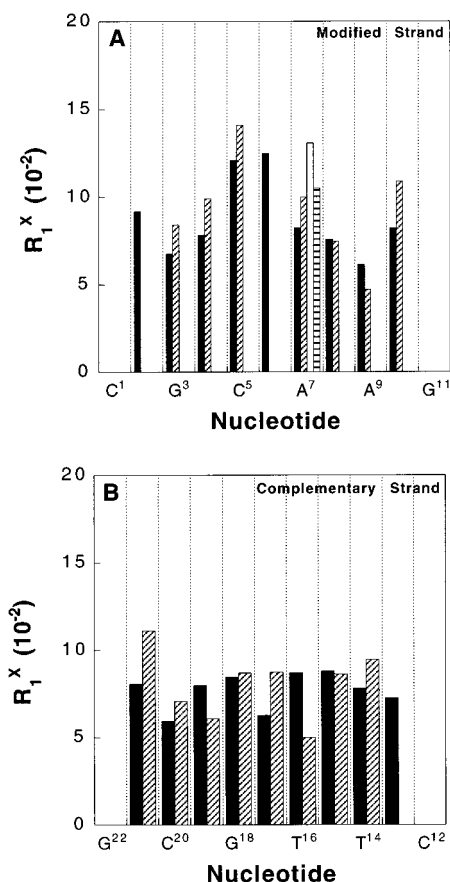 A
Modified Strand
20
15
10
5
0
R₁ˣ (10⁻²)
C¹ G³ C⁵ A⁷ A⁹ G¹¹
Nucleotide
B
Complementary Strand
20
15
10
5
0
R₁ˣ (10⁻²)
G²² C²⁰ G¹⁸ T¹⁶ T¹⁴ C¹²
Nucleotide